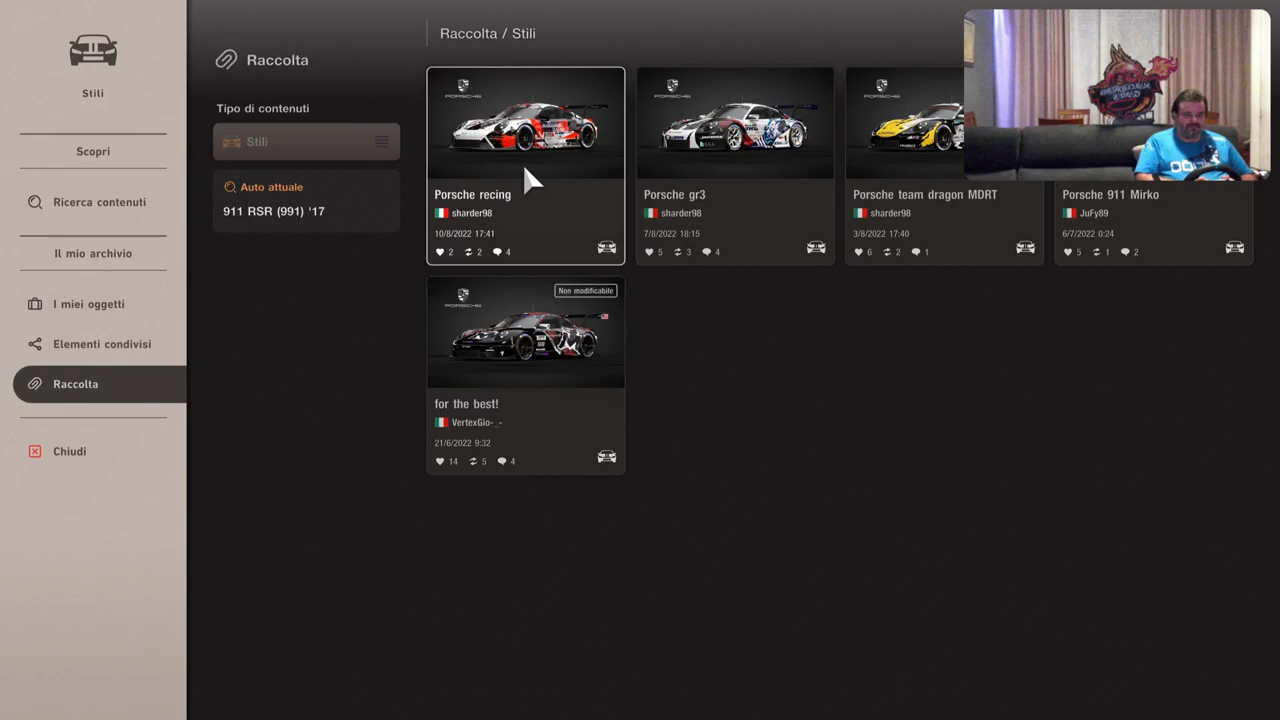 Stili
Scopri
Ricerca contenuti
Il mio archivio
I miei oggetti
Elementi condivisi
Raccolta
Chiudi
Raccolta
Tipo di contenuti
Stili
Auto attuale
911 RSR (991) '17
Raccolta / Stili
PORSCHE
Porsche recing
sharder98
10/8/2022 17:41
2 2 4
PORSCHE
Porsche gr3
sharder98
7/8/2022 18:15
5 3 4
PORSCHE
Porsche team dragon MDRT
sharder98
3/8/2022 17:40
6 2 1
Porsche 911 Mirko
JuFy89
6/7/2022 0:24
5 1 2
Non modificabile
PORSCHE
for the best!
VertexGio-_-
21/6/2022 9:32
14 5 4